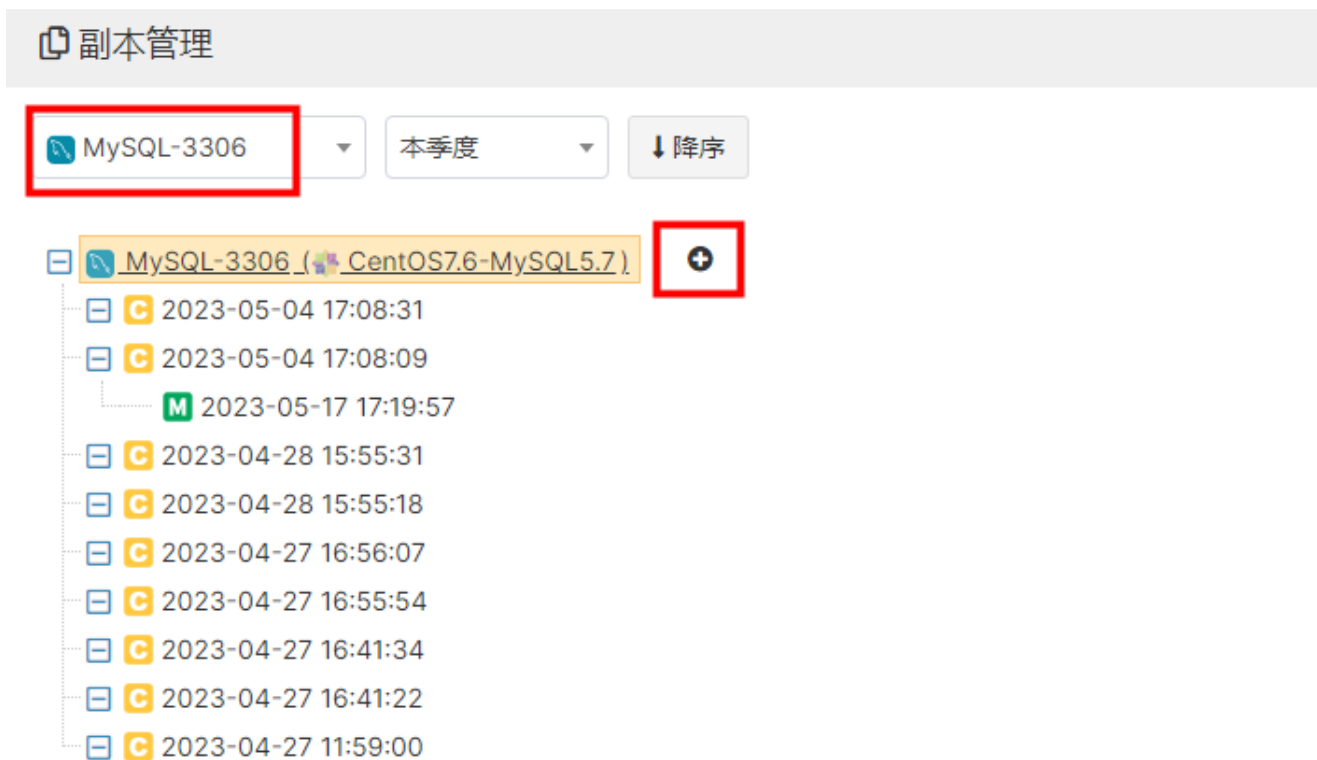 副本管理
MySQL-3306 本季度 降序
MySQL-3306 (CentOS7.6-MySQL5.7)
C 2023-05-04 17:08:31
C 2023-05-04 17:08:09
M 2023-05-17 17:19:57
C 2023-04-28 15:55:31
C 2023-04-28 15:55:18
C 2023-04-27 16:56:07
C 2023-04-27 16:55:54
C 2023-04-27 16:41:34
C 2023-04-27 16:41:22
C 2023-04-27 11:59:00